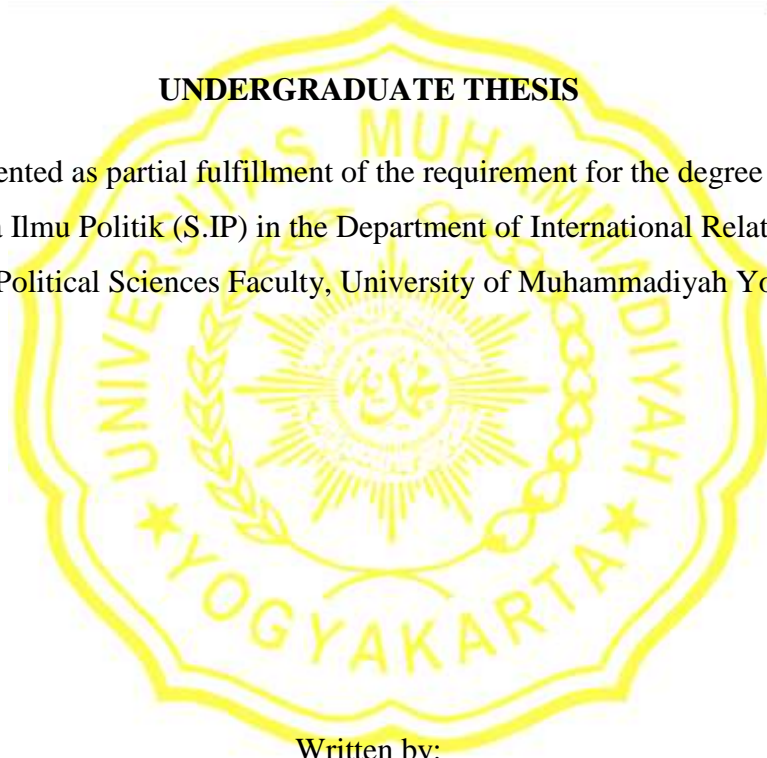 UNDERGRADUATE THESIS
ented as partial fulfillment of the requirement for the degree
Ilmu Politik (S.IP) in the Department of International Relat
Political Sciences Faculty, University of Muhammadiyah Yo
UNIVERSITAS MUHAMMADIYAH
YOGYAKARTA
Written by: